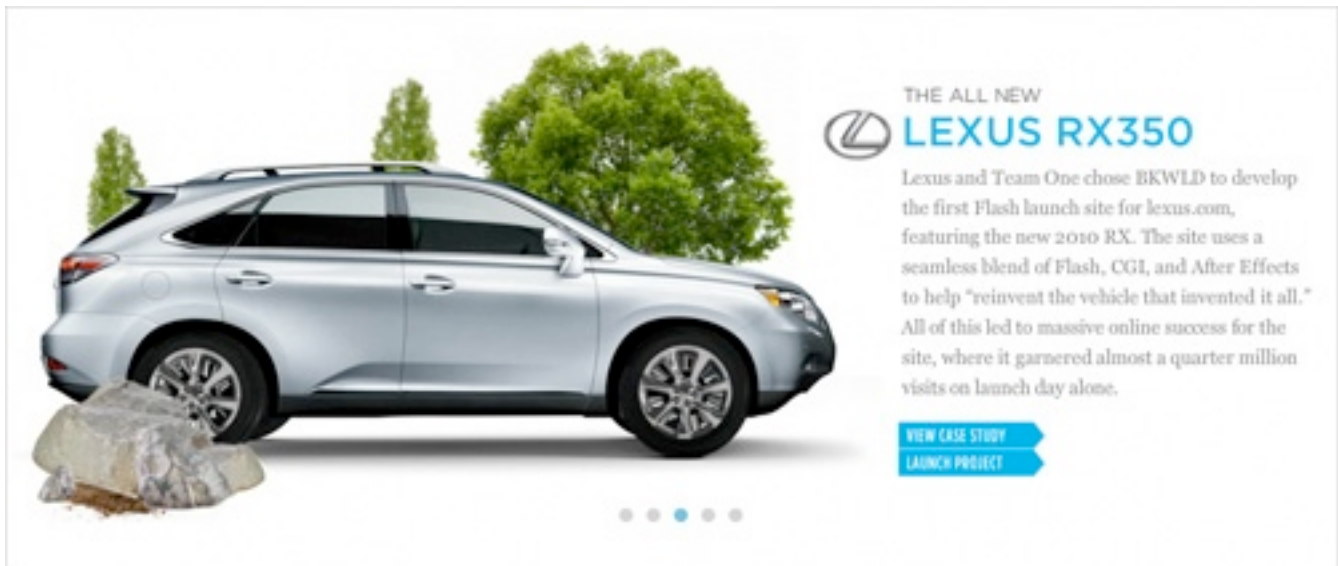 THE ALL NEW
LEXUS RX350
Lexus and Team One chose BKWLD to develop
the first Flash launch site for lexus.com,
featuring the new 2010 RX. The site uses a
seamless blend of Flash, CGI, and After Effects
to help “reinvent the vehicle that invented it all.”
All of this led to massive online success for the
site, where it garnered almost a quarter million
visits on launch day alone.
VIEW CASE STUDY
LAUNCH PROJECT